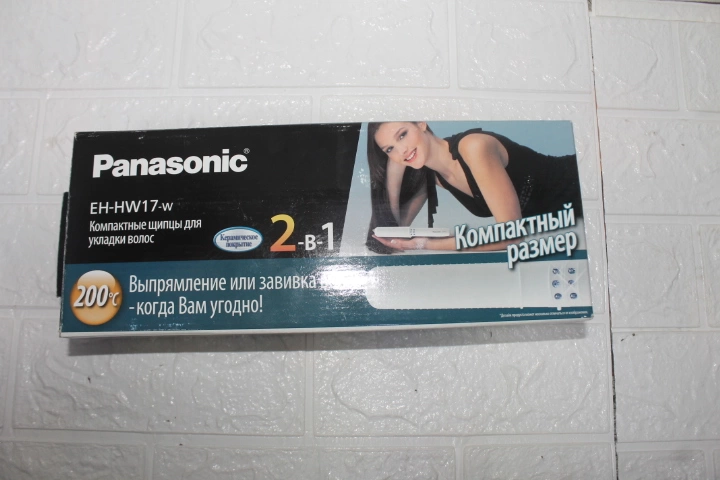 Panasonic®
EH-HW17-w
Компактные щипцы для
укладки волос
Керамическое
покрытие
2-в-1
Компактный
размер
200°C
Выпрямление или завивка
- когда Вам угодно!